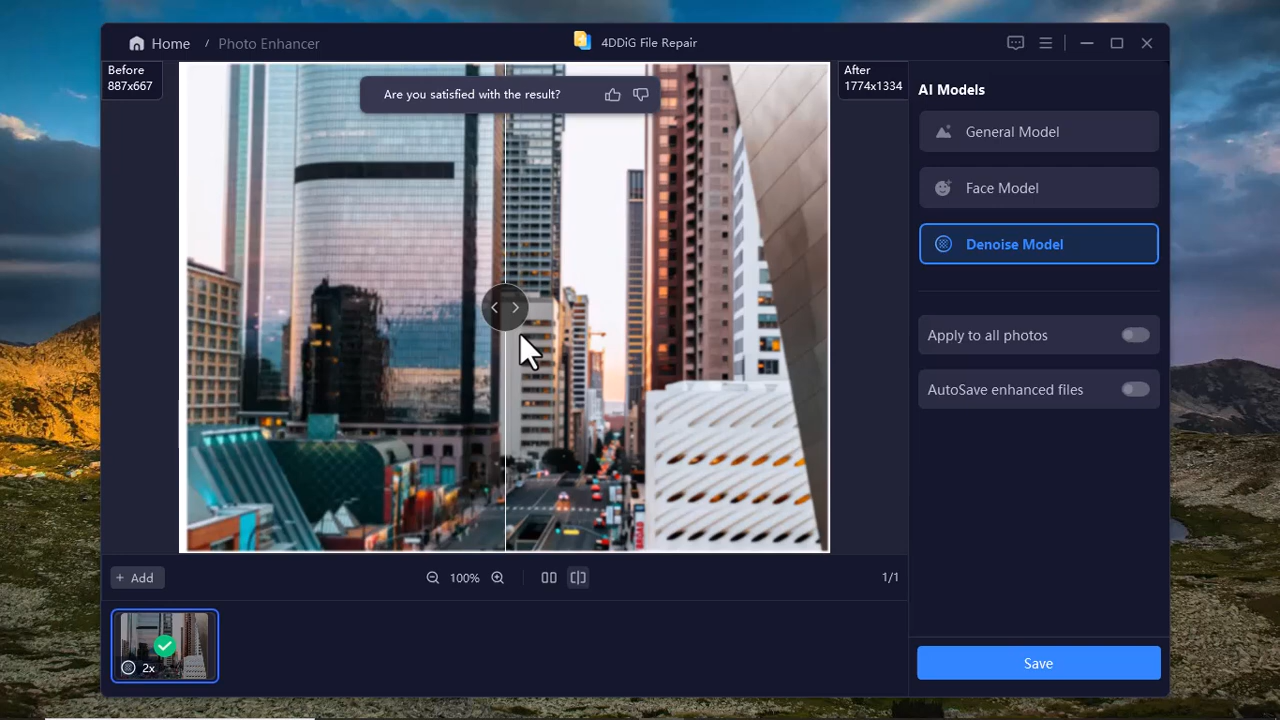 Home / Photo Enhancer
4DDiG File Repair
Before
887x667
Are you satisfied with the result?
After
1774x1334
AI Models
General Model
Face Model
Denoise Model
Apply to all photos
AutoSave enhanced files
BROAD
+ Add
100%
1/1
2x
Save